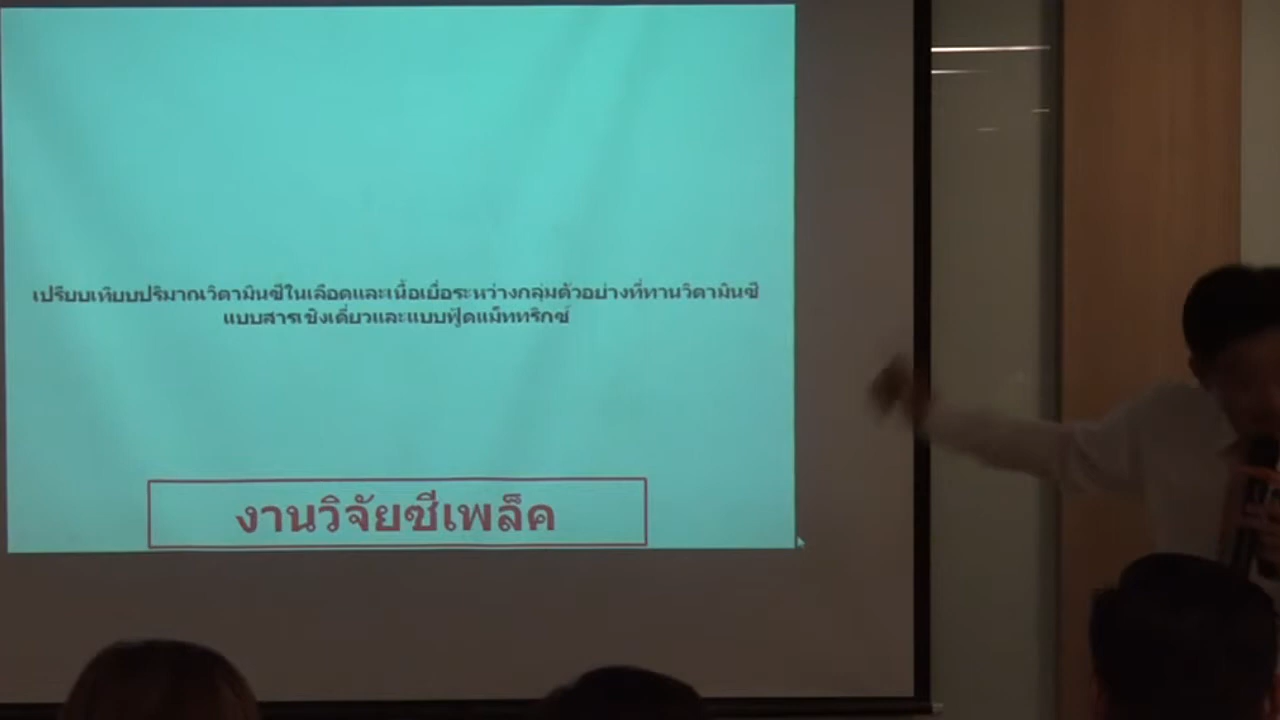 เปรียบเทียบปริมาณวิตามินซีในเลือดและเนื้อเยื่อระหว่างกลุ่มตัวอย่างที่ทานวิตามินซี
แบบสารเชิงเดี่ยวและแบบฟู้ดแม็ททริกซ์
งานวิจัยซีเพล็ค